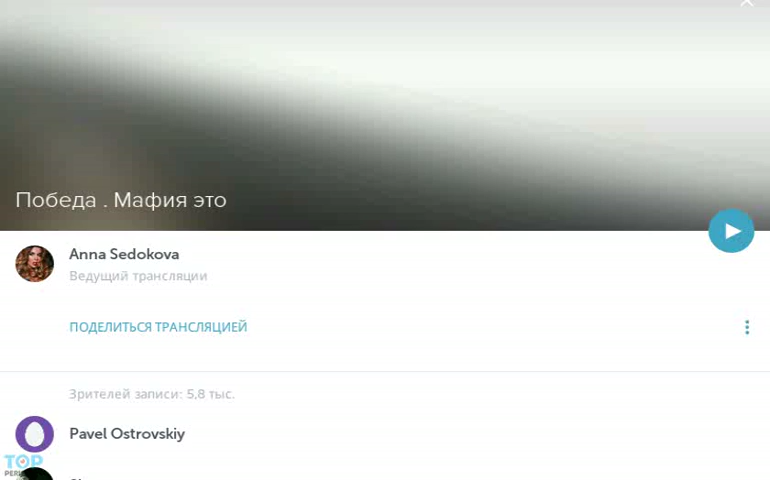 Победа . Мафия это
Anna Sedokova
Ведущий трансляции
ПОДЕЛИТЬСЯ ТРАНСЛЯЦИЕЙ
Зрителей записи: 5,8 тыс.
Pavel Ostrovskiy
TOP